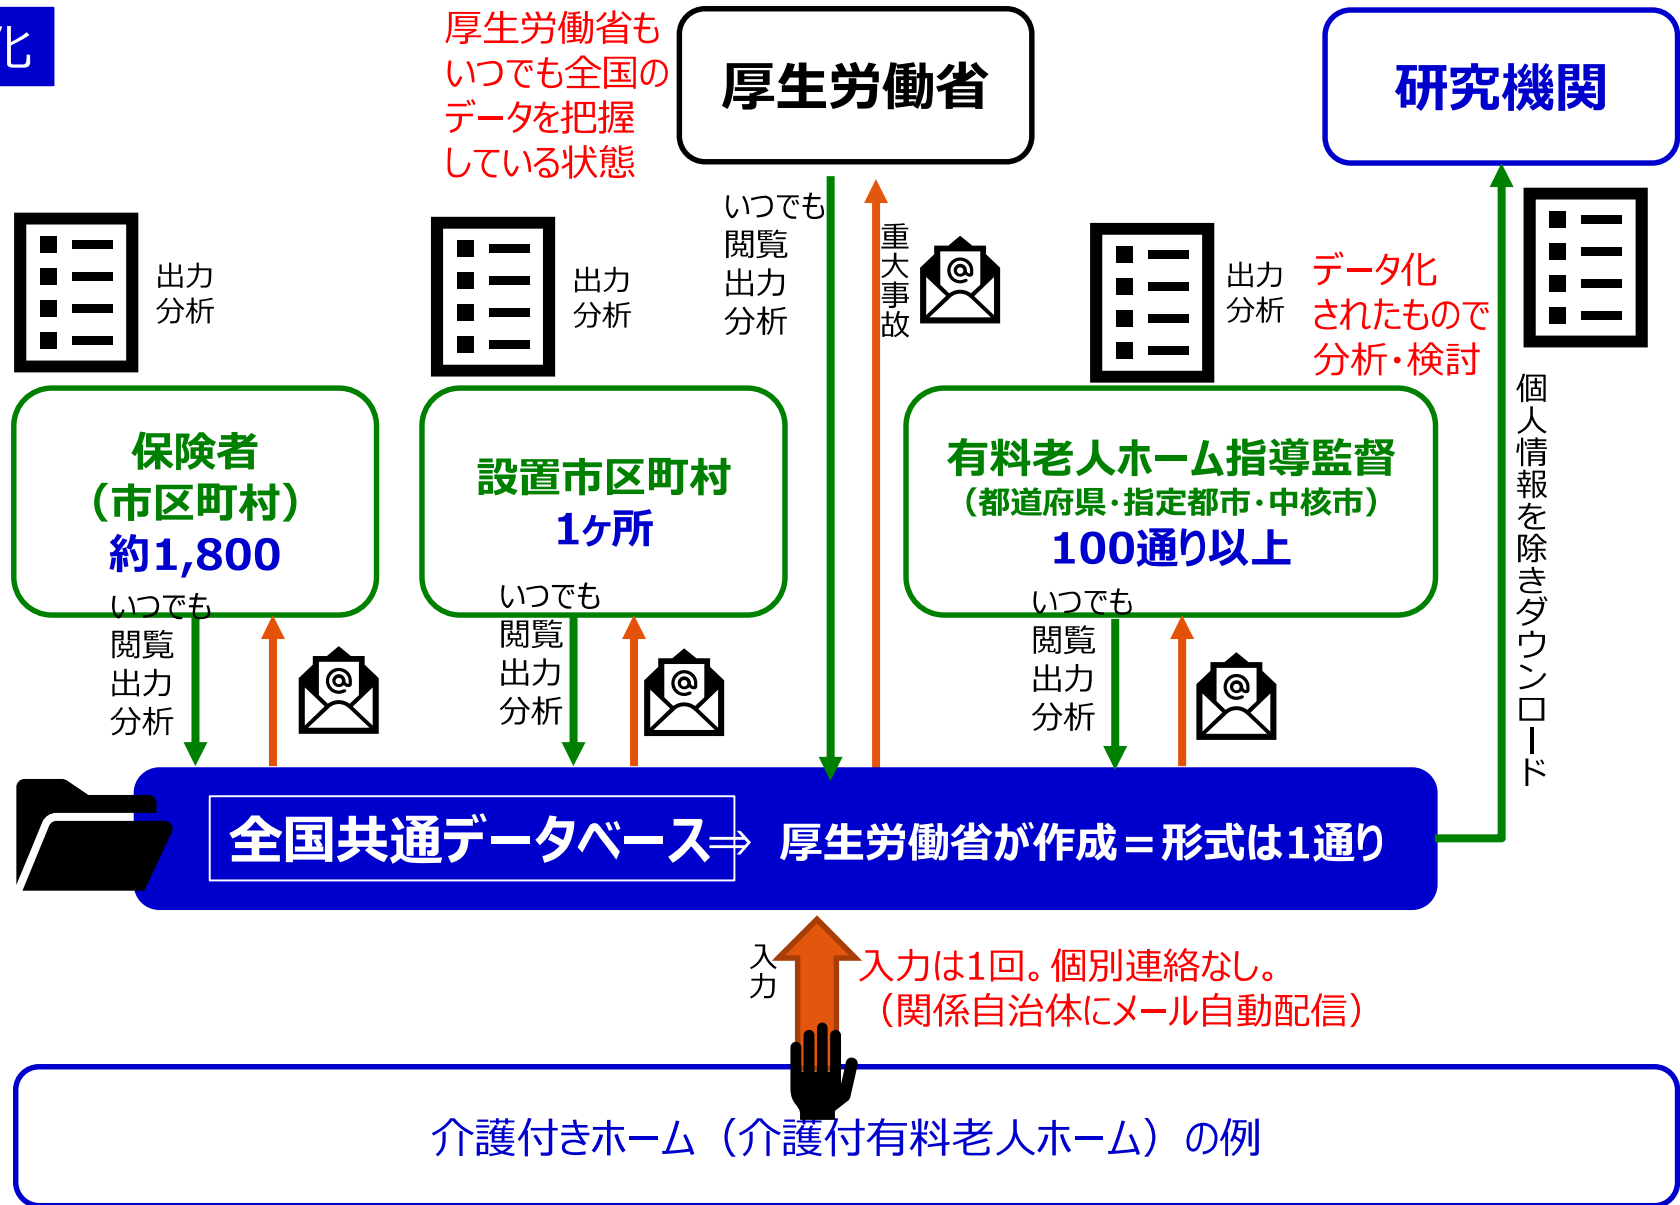 化
厚生労働省も
いつでも全国の
データを把握
している状態
厚生労働省
研究機関
出力
分析
出力
分析
いつでも
閲覧
出力
分析
重大事故
出力
分析
データ化
されたもので
分析・検討
個人情報を除きダウンロード
保険者
（市区町村）
約1,800
設置市区町村
1ヶ所
有料老人ホーム指導監督
（都道府県・指定都市・中核市）
100通り以上
いつでも
閲覧
出力
分析
いつでも
閲覧
出力
分析
いつでも
閲覧
出力
分析
全国共通データベース⇒ 厚生労働省が作成＝形式は1通り
入力
入力は1回。個別連絡なし。
（関係自治体にメール自動配信）
介護付きホーム（介護付有料老人ホーム）の例